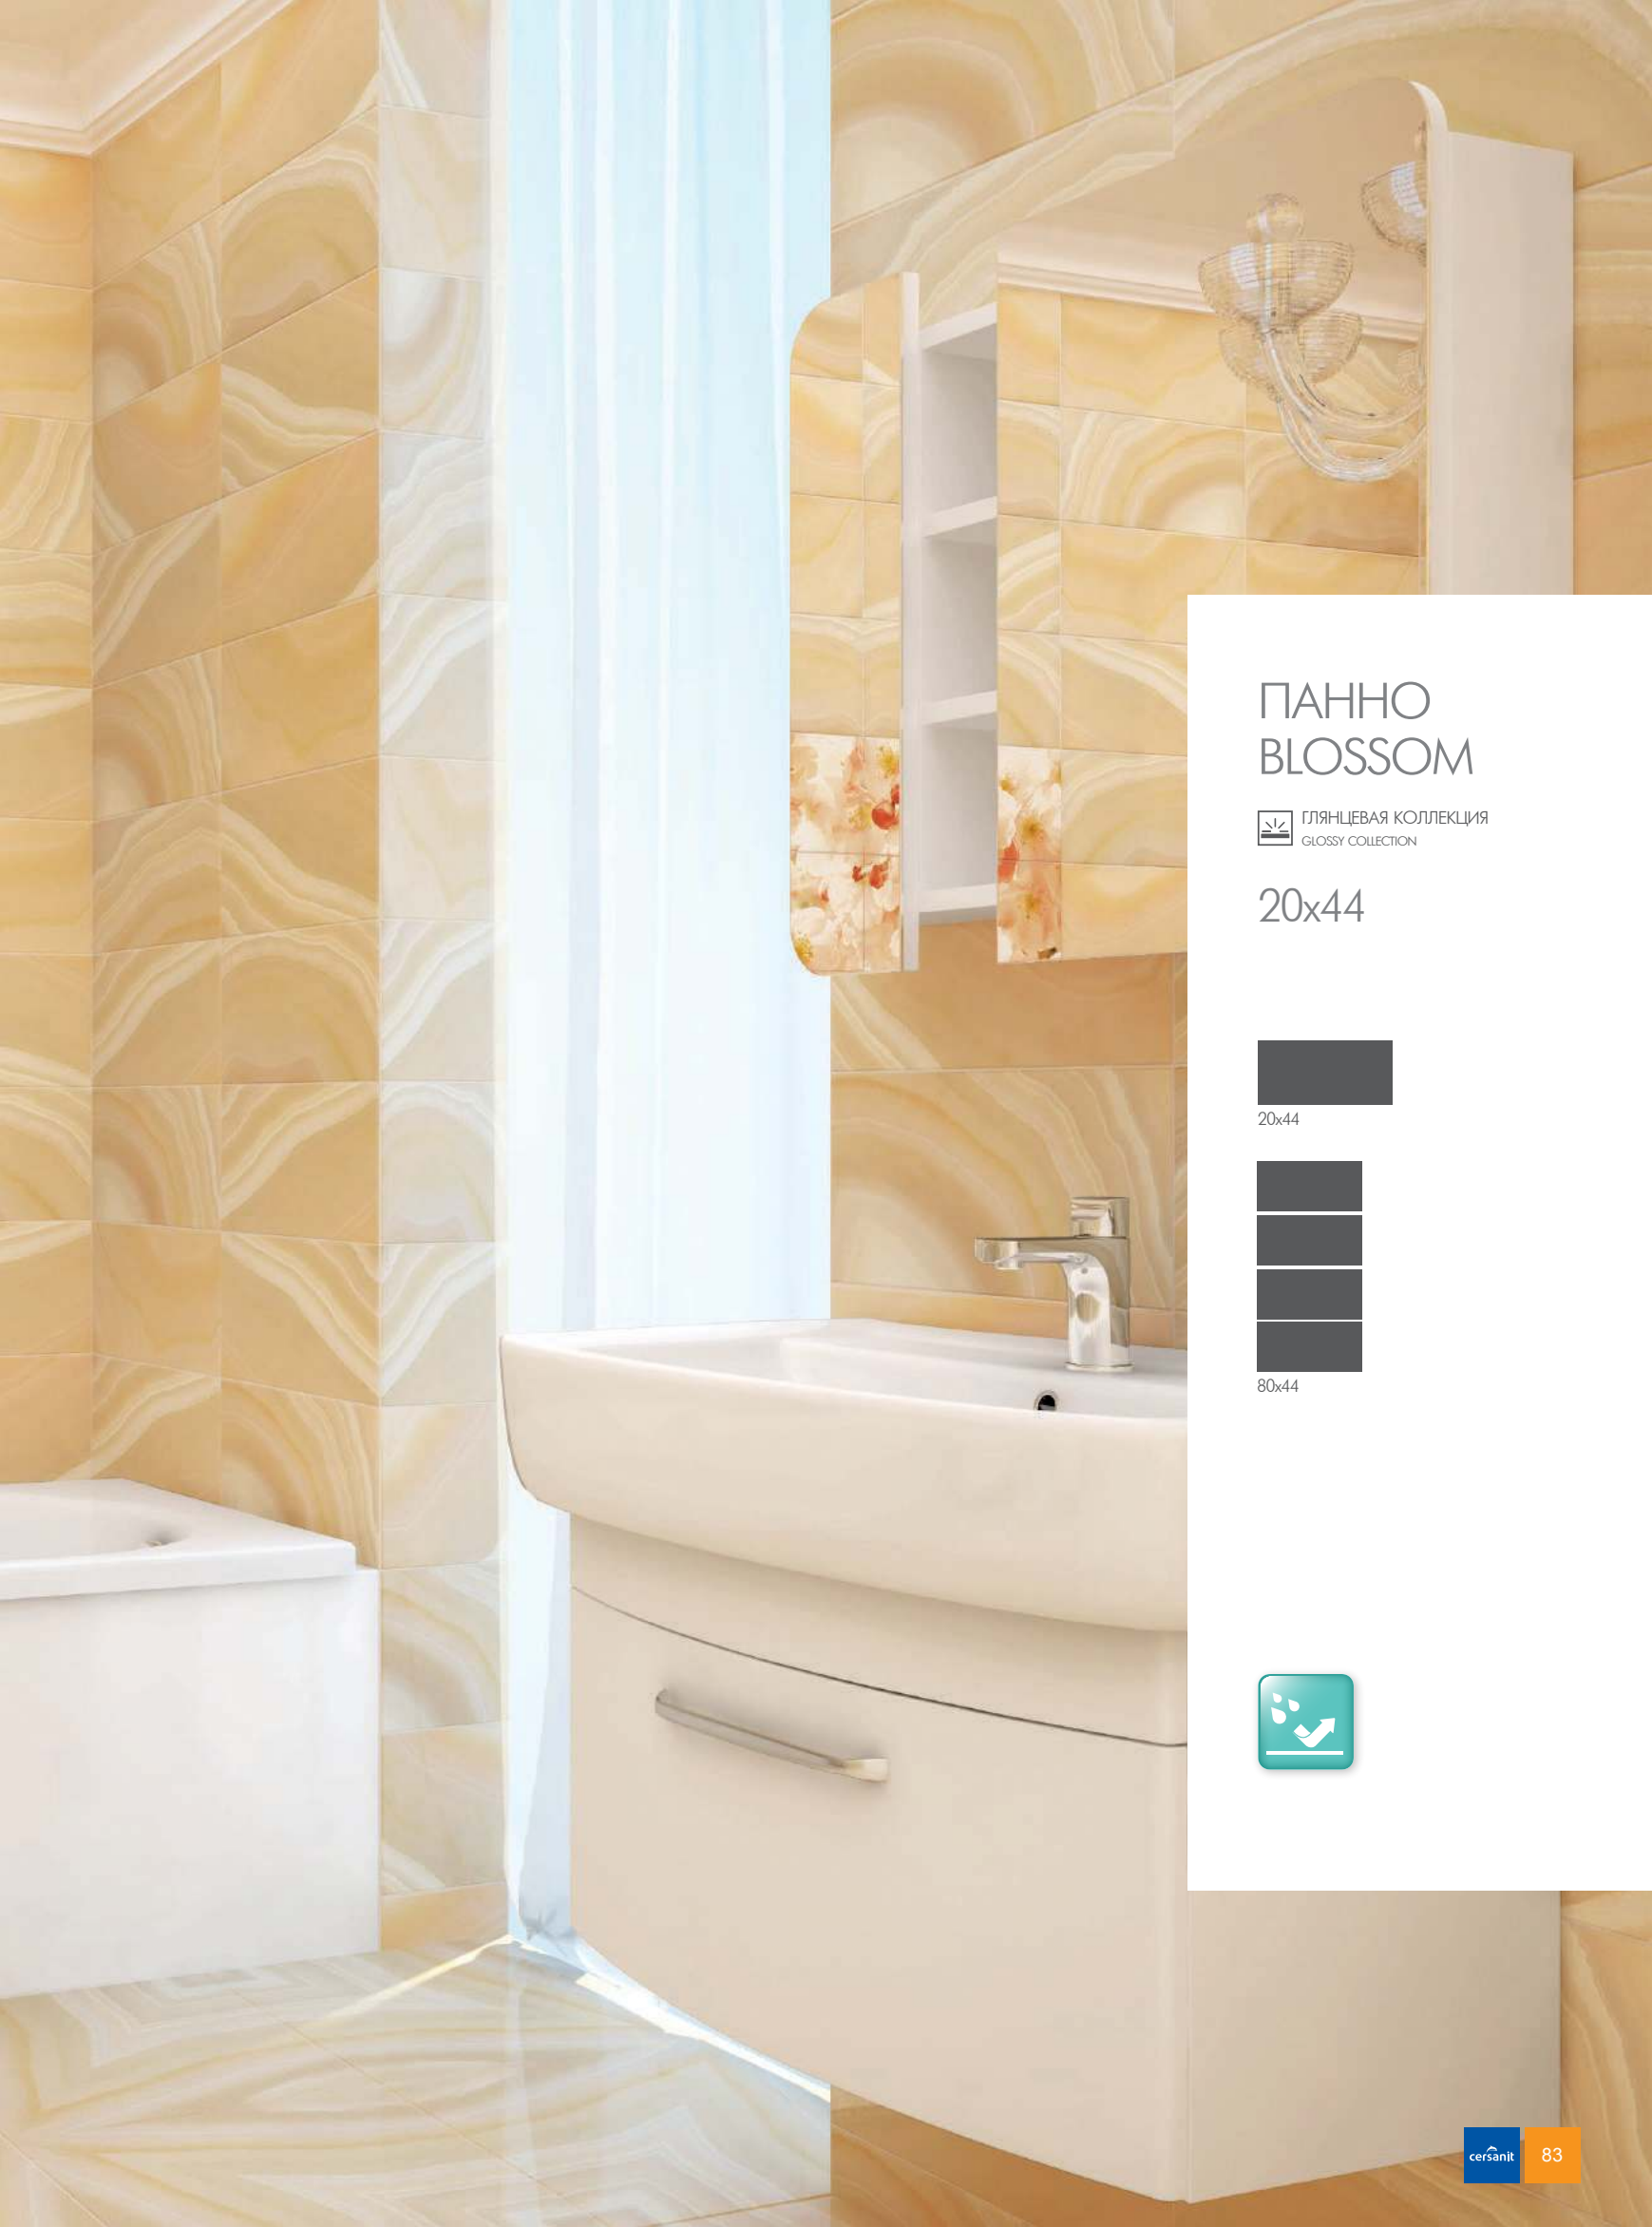 ПАННО
BLOSSOM
ГЛЯНЦЕВАЯ КОЛЛЕКЦИЯ
GLOSSY COLLECTION
20x44
20x44
80x44
cersanit
83